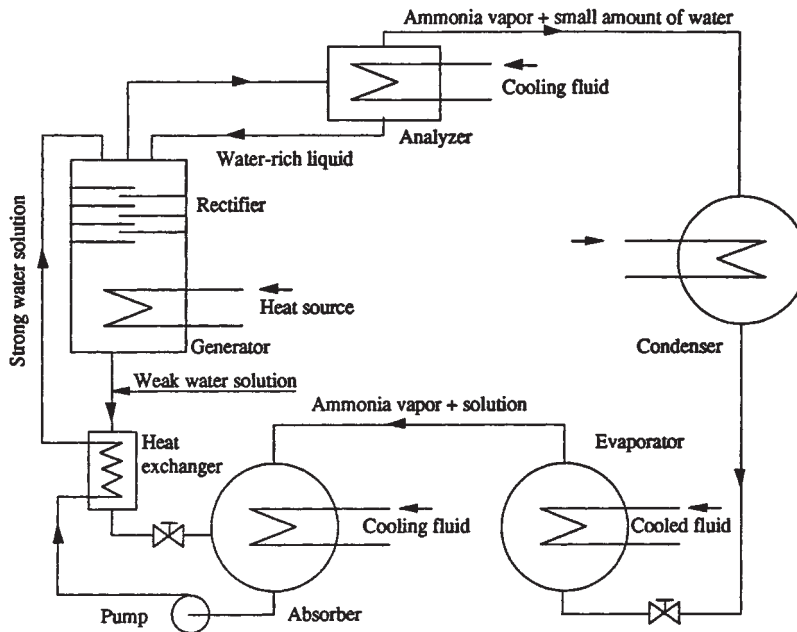 Ammonia vapor + small amount of water
Cooling fluid
Analyzer
Water-rich liquid
Strong water solution
Rectifier
Heat source
Generator
Condenser
Weak water solution
Ammonia vapor + solution
Evaporator
Heat
exchanger
Cooling fluid
Cooled fluid
Pump
Absorber